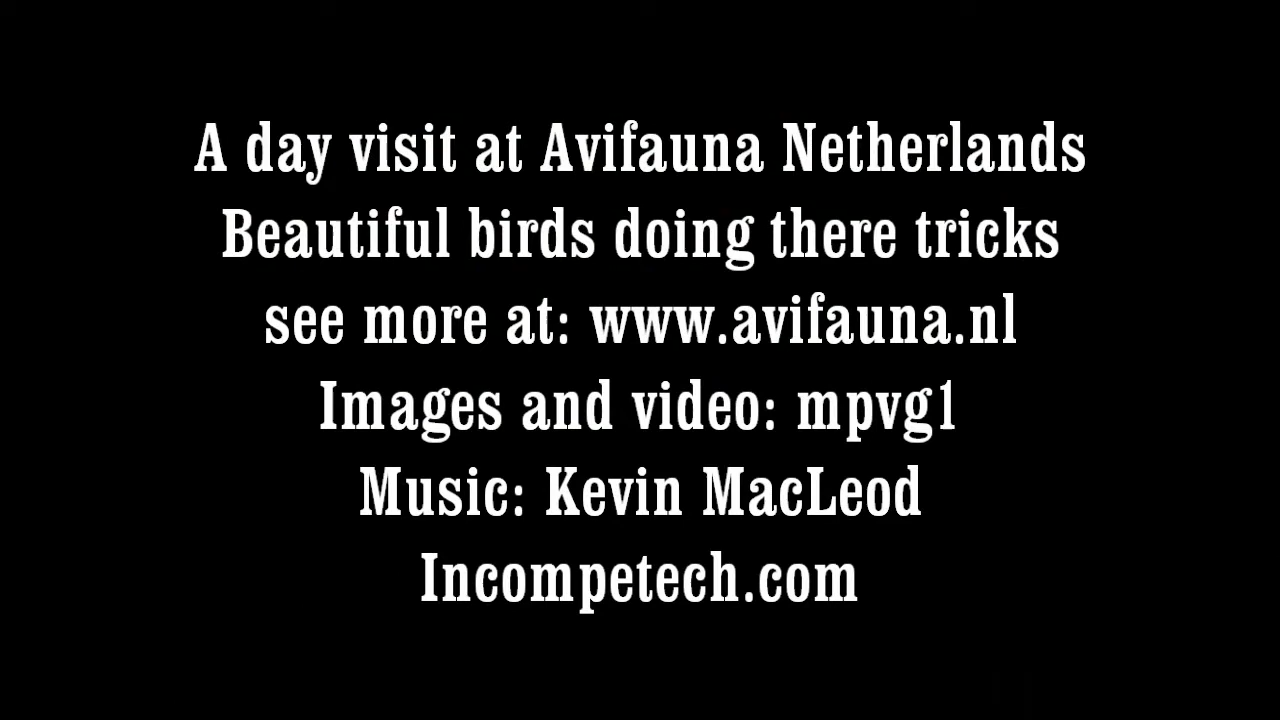 A day visit at Avifauna Netherlands
Beautiful birds doing there tricks
see more at: www.avifauna.nl
Images and video: mpvg1
Music: Kevin MacLeod
Incompetech.com